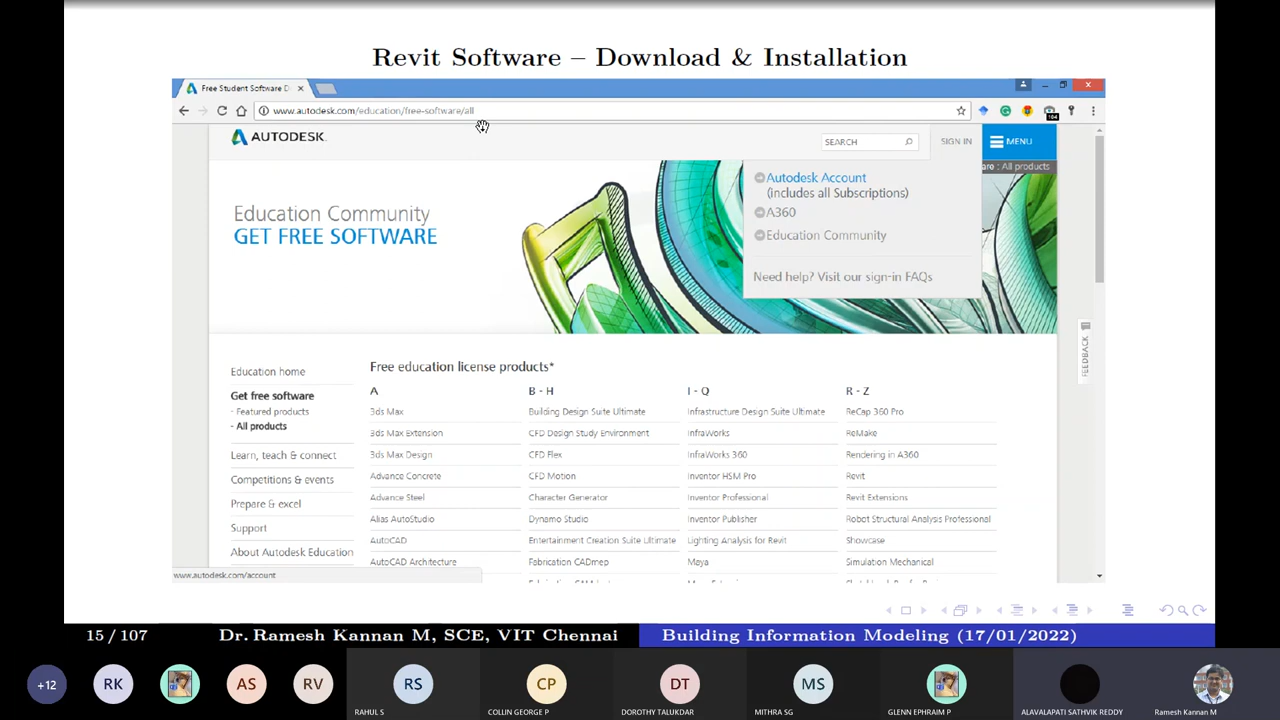 Revit Software – Download & Installation
Free Student Software D
www.autodesk.com/education/free-software/all
104
AUTODESK
SEARCH
SIGN IN
MENU
are : All products
Autodesk Account
(includes all Subscriptions)
A360
Education Community
Need help? Visit our sign-in FAQs
Education Community
GET FREE SOFTWARE
FEEDBACK
Education home
Get free software
- Featured products
- All products
Learn, teach & connect
Competitions & events
Prepare & excel
Support
About Autodesk Education
Free education license products*
A
3ds Max
3ds Max Extension
3ds Max Design
Advance Concrete
Advance Steel
Alias AutoStudio
AutoCAD
AutoCAD Architecture
B - H
Building Design Suite Ultimate
CFD Design Study Environment
CFD Flex
CFD Motion
Character Generator
Dynamo Studio
Entertainment Creation Suite Ultimate
Fabrication CADmep
I - Q
Infrastructure Design Suite Ultimate
InfraWorks
InfraWorks 360
Inventor HSM Pro
Inventor Professional
Inventor Publisher
Lighting Analysis for Revit
Maya
R - Z
ReCap 360 Pro
ReMake
Rendering in A360
Revit
Revit Extensions
Robot Structural Analysis Professional
Showcase
Simulation Mechanical
www.autodesk.com/account
15 / 107
Dr. Ramesh Kannan M, SCE, VIT Chennai
Building Information Modeling (17/01/2022)
+12
RK
AS
RV
RS
CP
DT
MS
RAHUL S
COLLIN GEORGE P
DOROTHY TALUKDAR
MITHRA SG
GLENN EPHRAIM P
ALAVALAPATI SATHVIK REDDY
Ramesh Kannan M